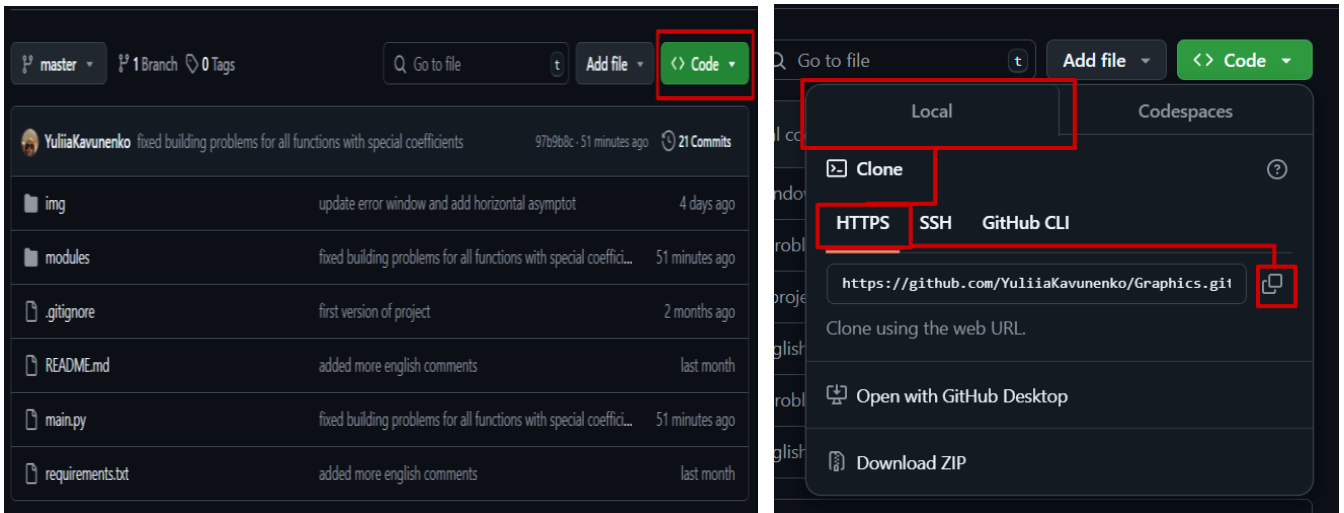 master 1 Branch 0 Tags Go to file t Add file <> Code
YuliiaKavunenko fixed building problems for all functions with special coefficients 97b9b8c · 51 minutes ago 21 Commits
img update error window and add horizontal asymptot 4 days ago
modules fixed building problems for all functions with special coeffici... 51 minutes ago
.gitignore first version of project 2 months ago
README.md added more english comments last month
main.py fixed building problems for all functions with special coeffici... 51 minutes ago
requirements.txt added more english comments last month
Go to file t Add file <> Code
Local Codespaces
Clone
HTTPS SSH GitHub CLI
https://github.com/YuliiaKavunenko/Graphics.git
Clone using the web URL.
Open with GitHub Desktop
Download ZIP